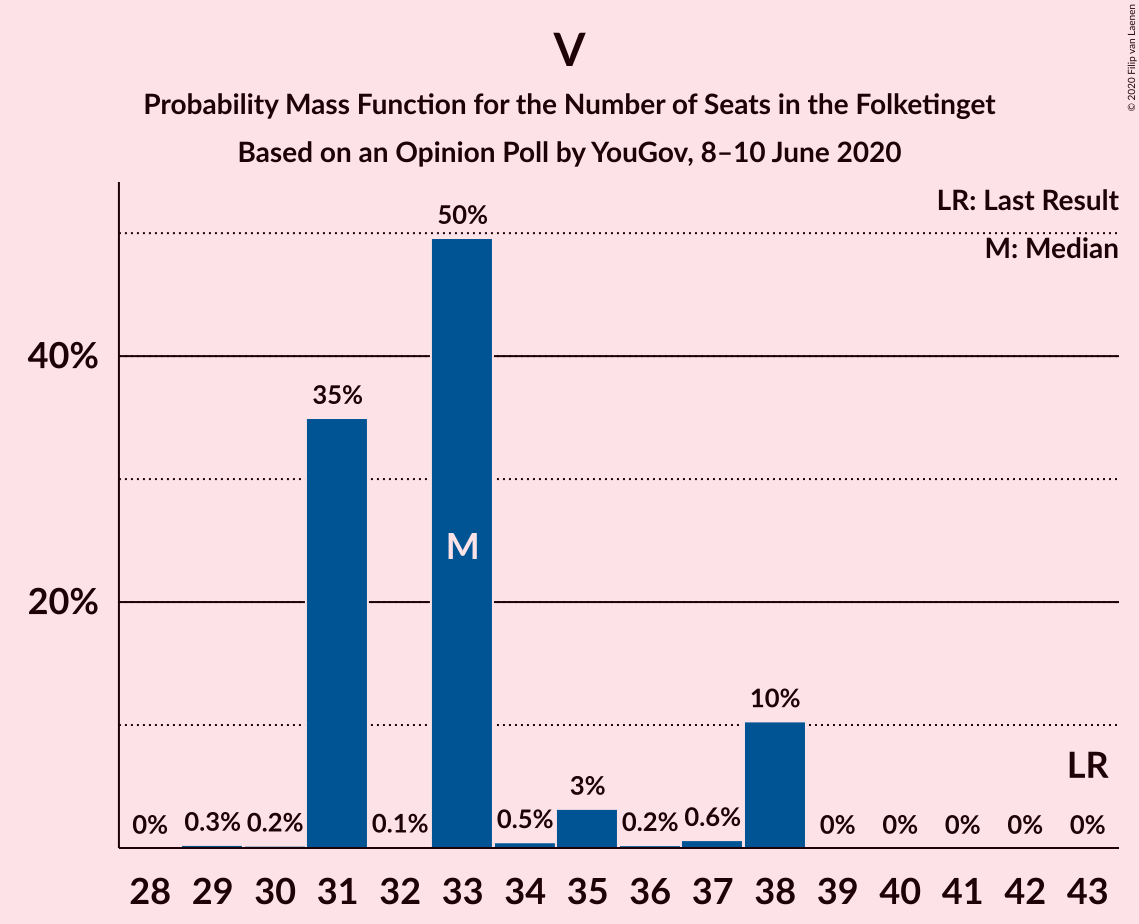 V
Probability Mass Function for the Number of Seats in the Folketinget
Based on an Opinion Poll by YouGov, 8–10 June 2020
© 2020 Filip van Laenen
LR: Last Result
M: Median
50%
40%
35%
M
20%
10%
LR
3%
0% 0.3% 0.2% 0.1% 0.5% 0.2% 0.6% 0% 0% 0% 0% 0%
28 29 30 31 32 33 34 35 36 37 38 39 40 41 42 43